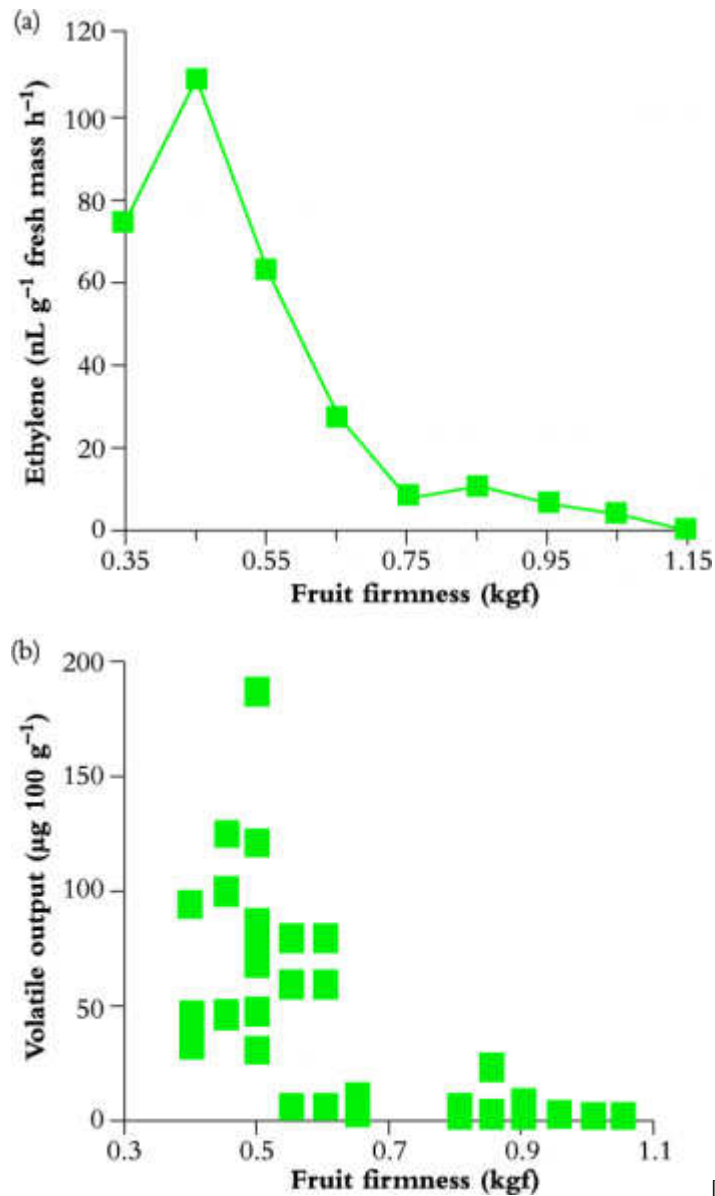 (a)
120
100
80
60
40
20
0
Ethylene (nL g⁻¹ fresh mass h⁻¹)
0.35 0.55 0.75 0.95 1.15
Fruit firmness (kgf)
(b)
200
150
100
50
0
Volatile output (µg 100 g⁻¹)
0.3 0.5 0.7 0.9 1.1
Fruit firmness (kgf)